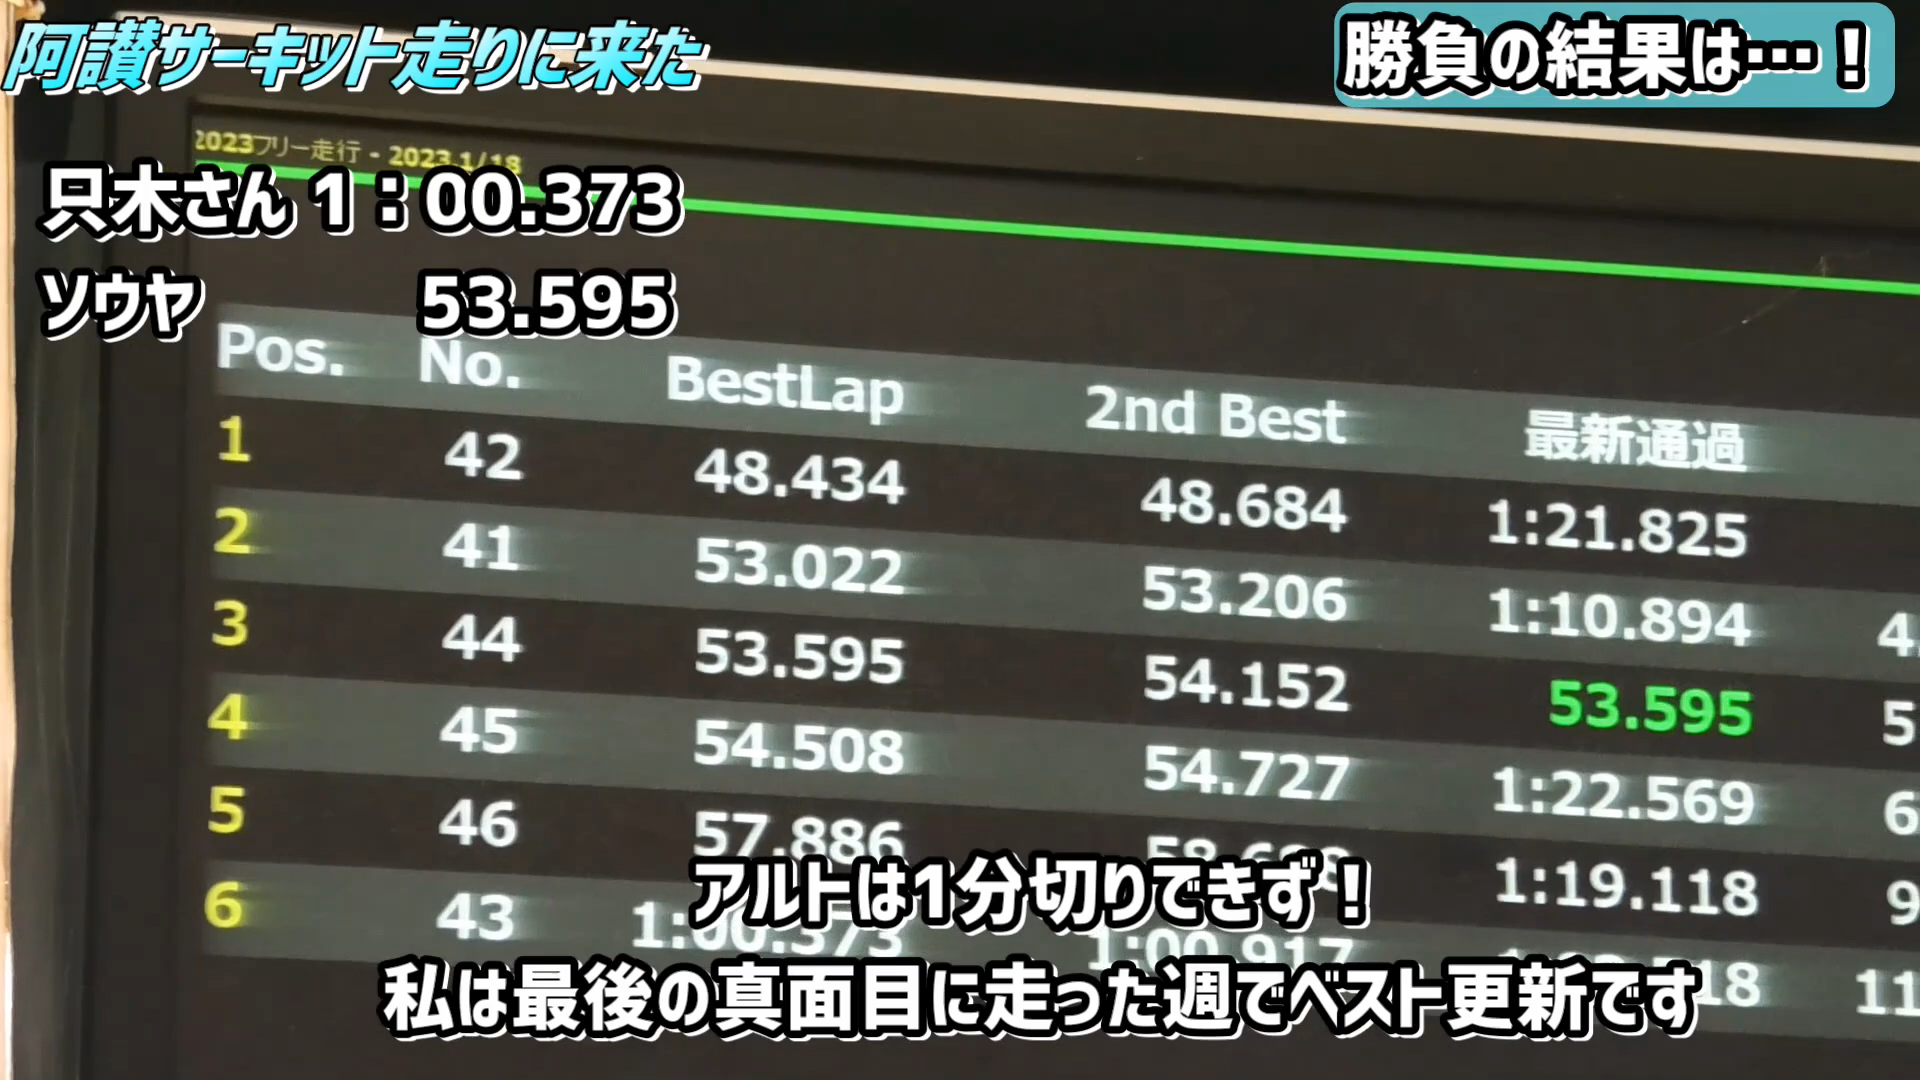 阿讃サーキット走りに来た
勝負の結果は…！
2023フリー走行 - 2023.1/18
只木さん 1：00.373
ソウヤ 53.595
Pos. No. BestLap 2nd Best 最新通過
1 42 48.434 48.684 1:21.825
2 41 53.022 53.206 1:10.894
3 44 53.595 54.152 53.595
4 45 54.508 54.727 1:22.569
5 46 57.886 1:19.118
6 43 1:00.373 1:00.917
アルトは1分切りできず！
私は最後の真面目に走った週でベスト更新です